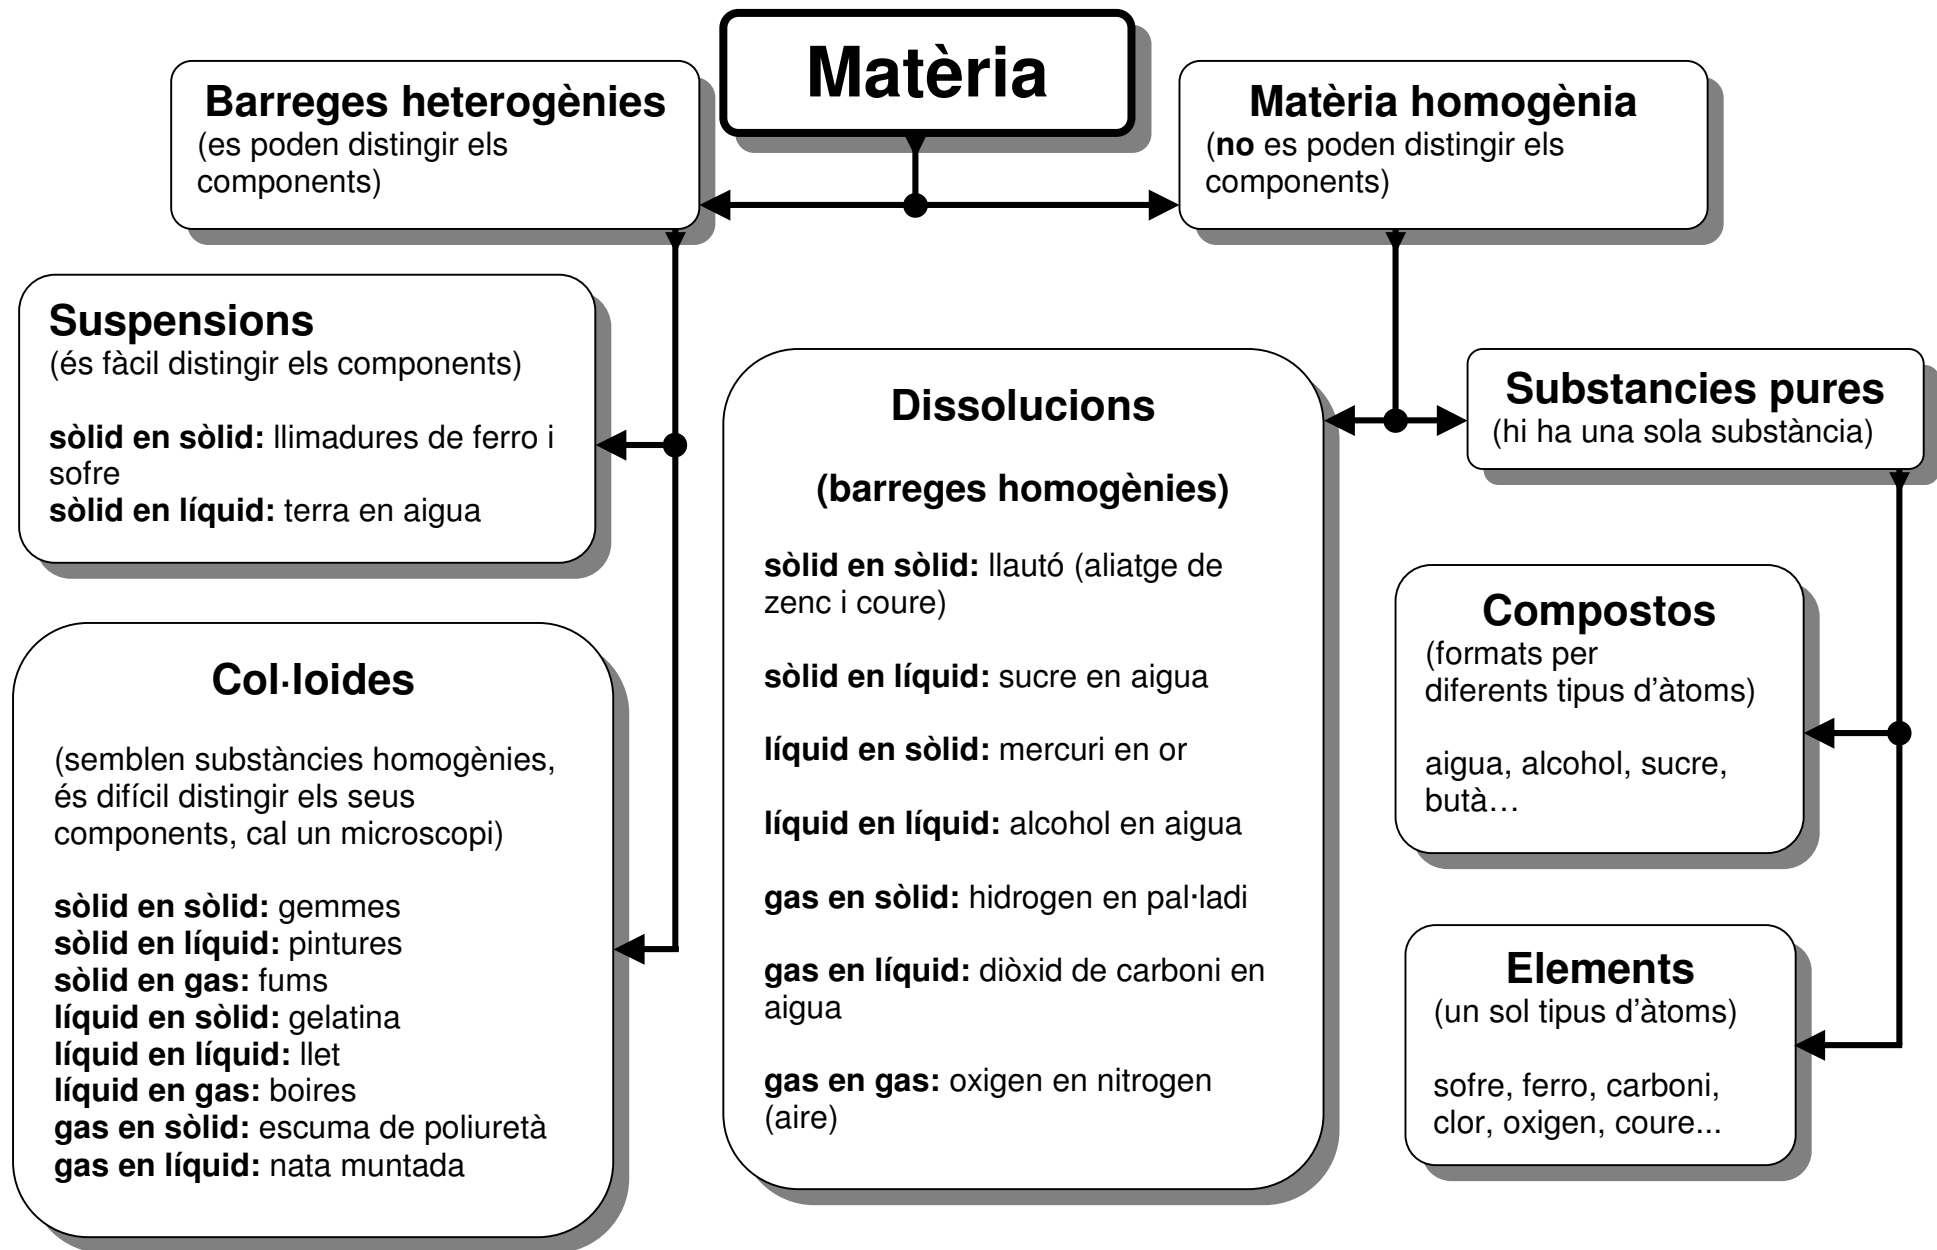 Matèria
Barreges heterogènies
(es poden distingir els
components)
Matèria homogènia
(no es poden distingir els
components)
Suspensions
(és fàcil distingir els components)
sòlid en sòlid: llimadures de ferro i
sofre
sòlid en líquid: terra en aigua
Col·loides
(semblen substàncies homogènies,
és difícil distingir els seus
components, cal un microscopi)
sòlid en sòlid: gemmes
sòlid en líquid: pintures
sòlid en gas: fums
líquid en sòlid: gelatina
líquid en líquid: llet
líquid en gas: boires
gas en sòlid: escuma de poliuretà
gas en líquid: nata muntada
Dissolucions
(barreges homogènies)
sòlid en sòlid: llautó (aliatge de
zenc i coure)
sòlid en líquid: sucre en aigua
líquid en sòlid: mercuri en or
líquid en líquid: alcohol en aigua
gas en sòlid: hidrogen en pal·ladi
gas en líquid: diòxid de carboni en
aigua
gas en gas: oxigen en nitrogen
(aire)
Substancies pures
(hi ha una sola substància)
Compostos
(formats per
diferents tipus d’àtoms)
aigua, alcohol, sucre,
butà…
Elements
(un sol tipus d’àtoms)
sofre, ferro, carboni,
clor, oxigen, coure...